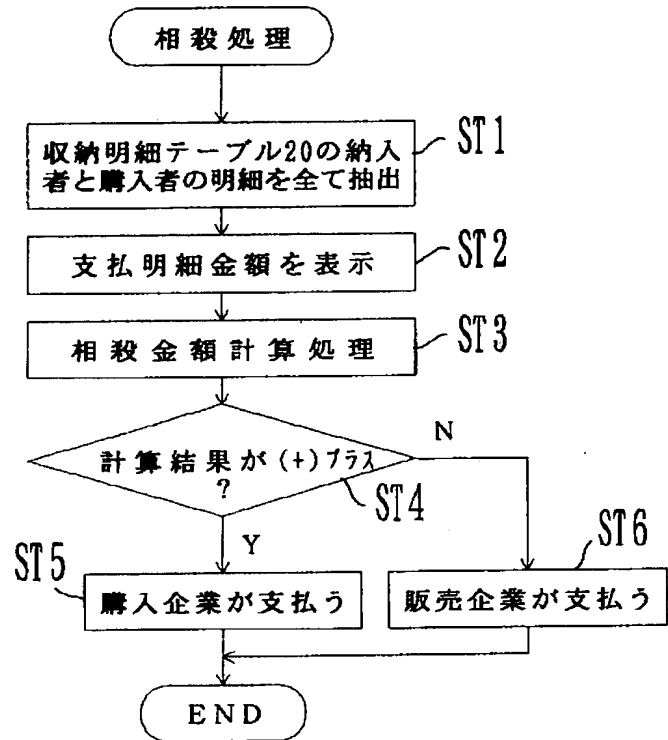 相殺処理
収納明細テーブル20の納入
者と購入者の明細を全て抽出
ST1
支払明細金額を表示
ST2
相殺金額計算処理
ST3
計算結果が(+)プラス
?
N
ST4
Y
ST5
購入企業が支払う
ST6
販売企業が支払う
END